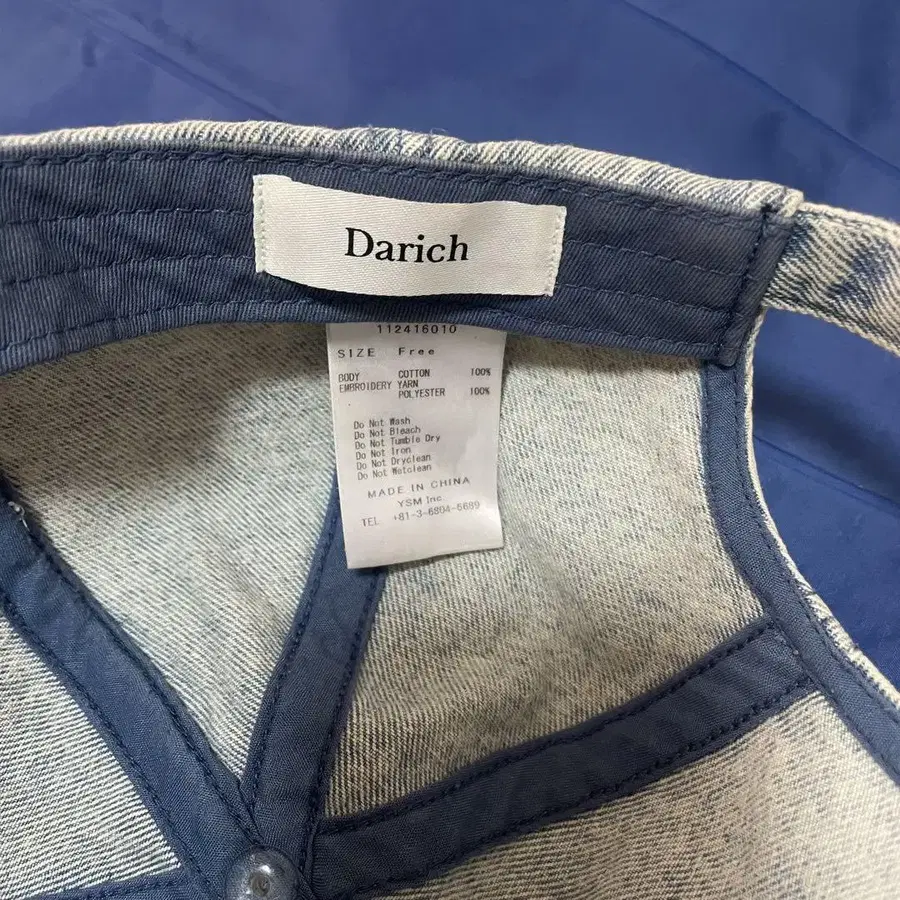 Darich
112416010
SIZE Free
BODY COTTON 100%
EMBROIDERY YARN
POLYESTER 100%
Do Not Wash
Do Not Bleach
Do Not Tumble Dry
Do Not Iron
Do Not Dryclean
Do Not Wetclean
MADE IN CHINA
YSM Inc.
TEL +81-3-6804-5689